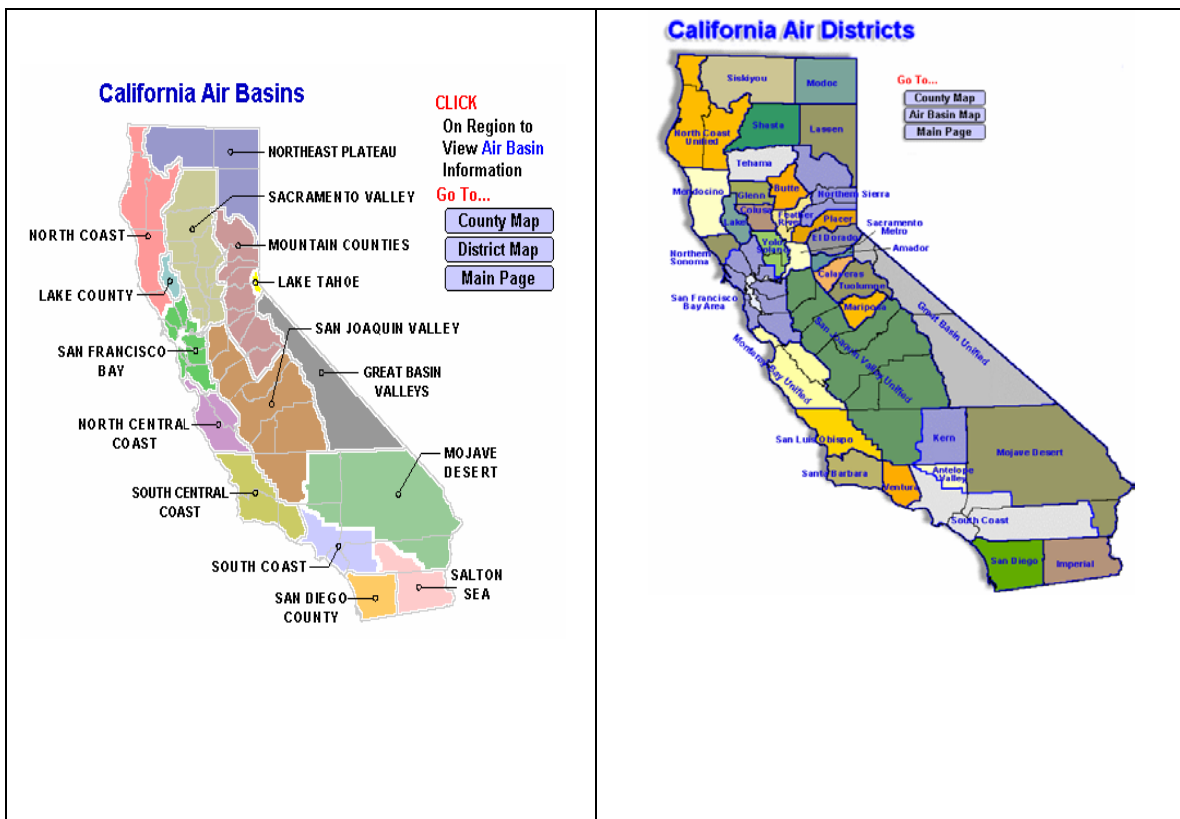 California Air Basins
CLICK
On Region to
View Air Basin
Information
Go To...
County Map
District Map
Main Page
NORTHEAST PLATEAU
SACRAMENTO VALLEY
NORTH COAST
MOUNTAIN COUNTIES
LAKE TAHOE
LAKE COUNTY
SAN JOAQUIN VALLEY
SAN FRANCISCO
BAY
GREAT BASIN
VALLEYS
NORTH CENTRAL
COAST
MOJAVE
DESERT
SOUTH CENTRAL
COAST
SOUTH COAST
SALTON
SEA
SAN DIEGO
COUNTY
California Air Districts
Go To...
County Map
Air Basin Map
Main Page
Siskiyou
Modoc
North Coast
Unified
Shasta
Lassen
Tehama
Mendocino
Glenn
Butte
Northern Sierra
Colusa
Feather
River
Lake
Placer
Sacramento
Metro
El Dorado
Amador
Yolo
Solano
Northern
Sonoma
Calaveras
Tuolumne
San Francisco
Bay Area
Mariposa
Great Basin Unified
San Joaquin Valley Unified
Monterey Bay Unified
San Luis Obispo
Kern
Mojave Desert
Santa Barbara
Antelope
Valley
Ventura
South Coast
San Diego
Imperial